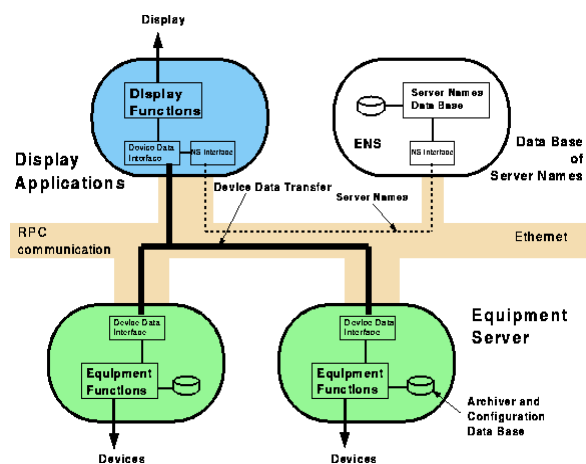 Display
Display
Functions
Device Data
Interface
NS Interface
Server Names
Data Base
ENS
NS Interface
Display
Applications
Data Base
of
Server Names
Device Data Transfer
Server Names
RPC
communication
Ethernet
Device Data
Interface
Equipment
Functions
Devices
Device Data
Interface
Equipment
Functions
Devices
Equipment
Server
Archiver and
Configuration
Data Base